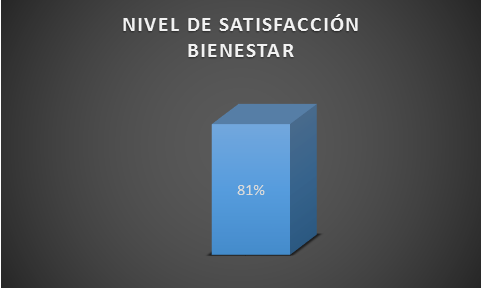 NIVEL DE SATISFACCIÓN
BIENESTAR
81%